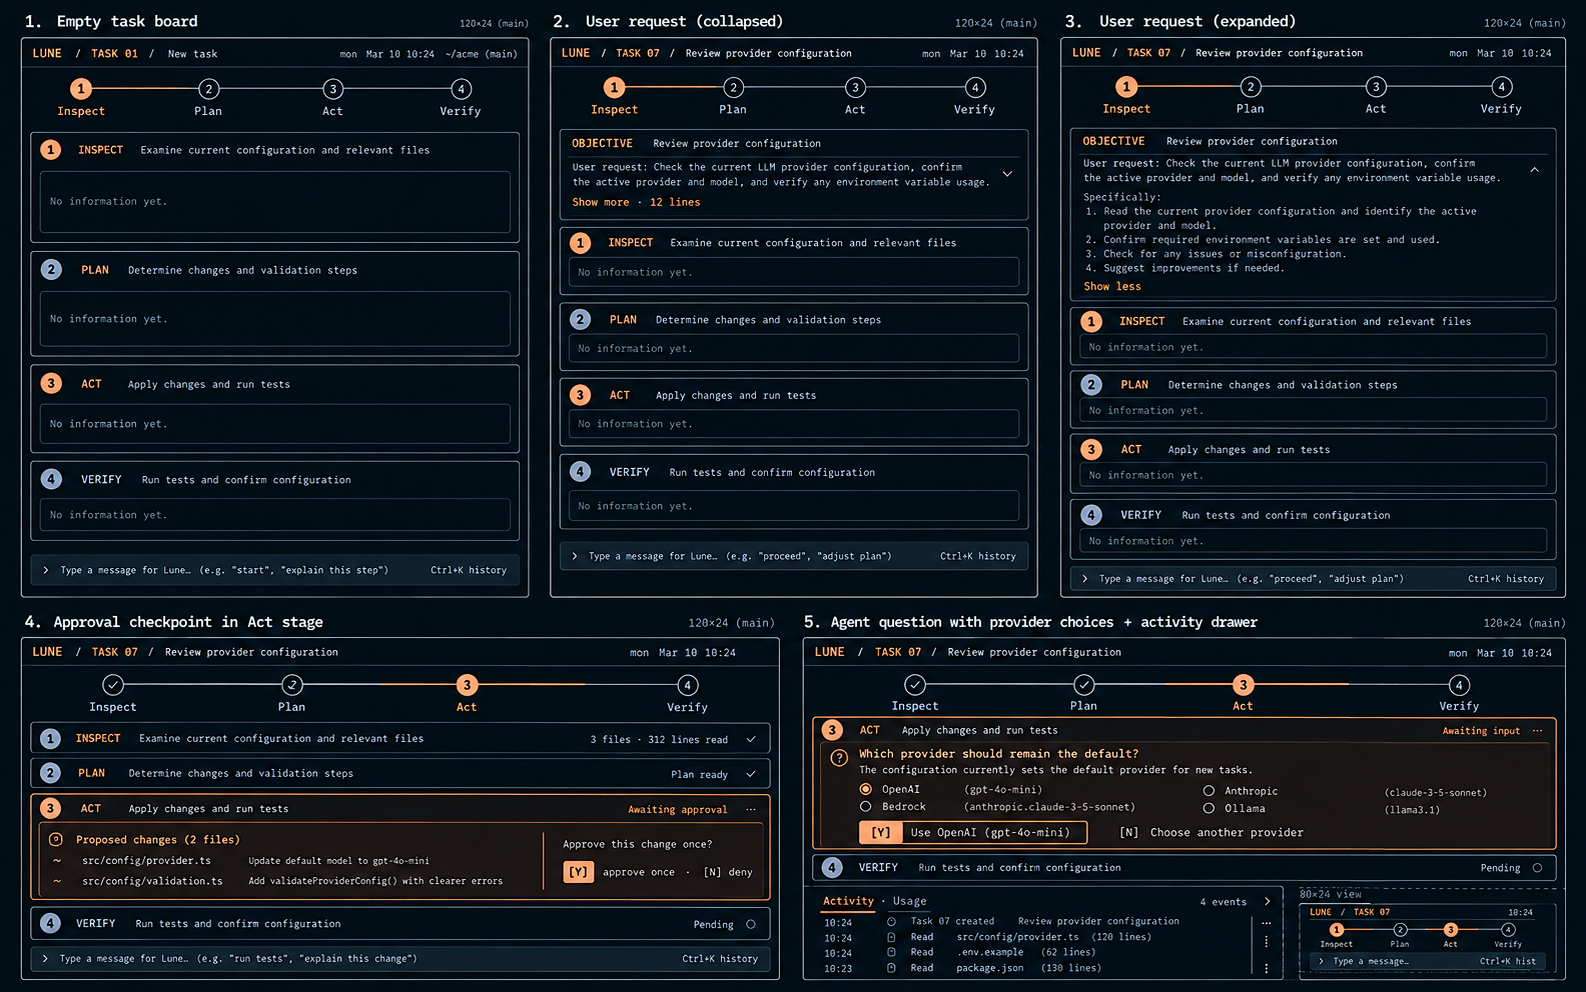 1. Empty task board
120×24 (main)
LUNE / TASK 01 / New task
mon Mar 10 10:24 ~/acme (main)
1 2 3 4
Inspect Plan Act Verify
1 INSPECT Examine current configuration and relevant files
No information yet.
2 PLAN Determine changes and validation steps
No information yet.
3 ACT Apply changes and run tests
No information yet.
4 VERIFY Run tests and confirm configuration
No information yet.
> Type a message for Lune… (e.g. "start", "explain this step") Ctrl+K history
2. User request (collapsed)
120×24 (main)
LUNE / TASK 07 / Review provider configuration
mon Mar 10 10:24
1 2 3 4
Inspect Plan Act Verify
OBJECTIVE Review provider configuration
User request: Check the current LLM provider configuration, confirm
the active provider and model, and verify any environment variable usage.
Show more · 12 lines
1 INSPECT Examine current configuration and relevant files
No information yet.
2 PLAN Determine changes and validation steps
No information yet.
3 ACT Apply changes and run tests
No information yet.
4 VERIFY Run tests and confirm configuration
No information yet.
> Type a message for Lune… (e.g. "proceed", "adjust plan") Ctrl+K history
3. User request (expanded)
120×24 (main)
LUNE / TASK 07 / Review provider configuration
mon Mar 10 10:24
1 2 3 4
Inspect Plan Act Verify
OBJECTIVE Review provider configuration
User request: Check the current LLM provider configuration, confirm
the active provider and model, and verify any environment variable usage.
Specifically:
1. Read the current provider configuration and identify the active
provider and model.
2. Confirm required environment variables are set and used.
3. Check for any issues or misconfiguration.
4. Suggest improvements if needed.
Show less
1 INSPECT Examine current configuration and relevant files
No information yet.
2 PLAN Determine changes and validation steps
No information yet.
3 ACT Apply changes and run tests
No information yet.
4 VERIFY Run tests and confirm configuration
No information yet.
> Type a message for Lune… (e.g. "proceed", "adjust plan") Ctrl+K history
4. Approval checkpoint in Act stage
120×24 (main)
LUNE / TASK 07 / Review provider configuration
mon Mar 10 10:24
✓ 2 3 4
Inspect Plan Act Verify
1 INSPECT Examine current configuration and relevant files 3 files · 312 lines read ✓
2 PLAN Determine changes and validation steps Plan ready ✓
3 ACT Apply changes and run tests Awaiting approval ···
Proposed changes (2 files)
~ src/config/provider.ts Update default model to gpt-4o-mini
~ src/config/validation.ts Add validateProviderConfig() with clearer errors
Approve this change once?
[Y] approve once · [N] deny
4 VERIFY Run tests and confirm configuration Pending
> Type a message for Lune… (e.g. "run tests", "explain this change") Ctrl+K history
5. Agent question with provider choices + activity drawer
120×24 (main)
LUNE / TASK 07 / Review provider configuration
mon Mar 10 10:24
✓ ✓ 3 4
Inspect Plan Act Verify
3 ACT Apply changes and run tests Awaiting input ···
? Which provider should remain the default?
The configuration currently sets the default provider for new tasks.
OpenAI (gpt-4o-mini) Anthropic (claude-3-5-sonnet)
Bedrock (anthropic.claude-3-5-sonnet) Ollama (llama3.1)
[Y] Use OpenAI (gpt-4o-mini) [N] Choose another provider
4 VERIFY Run tests and confirm configuration Pending
Activity · Usage 4 events >
10:24 Task 07 created Review provider configuration
10:24 Read src/config/provider.ts (120 lines)
10:24 Read .env.example (62 lines)
10:23 Read package.json (130 lines)
80×24 view
LUNE / TASK 07 10:24
1 2 3 4
Inspect Plan Act Verify
> Type a message… Ctrl+K hist